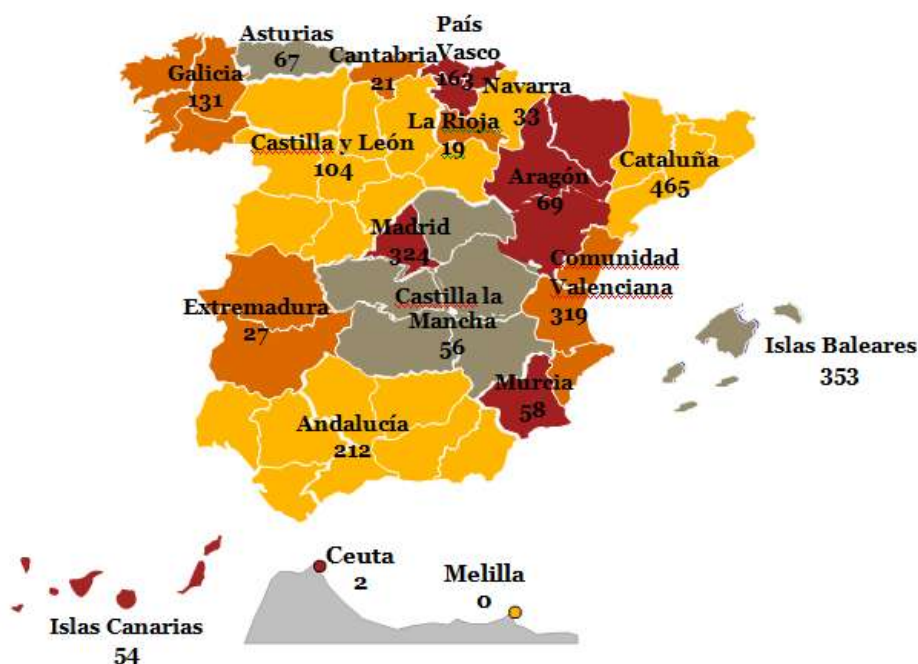 Asturias
67
País
Vasco
163
Cantabria
21
Galicia
131
Navarra
33
La Rioja
19
Castilla y León
104
Cataluña
465
Aragón
69
Madrid
324
Comunidad
Valenciana
319
Extremadura
27
Castilla la
Mancha
56
Islas Baleares
353
Murcia
58
Andalucía
212
Ceuta
2
Melilla
0
Islas Canarias
54